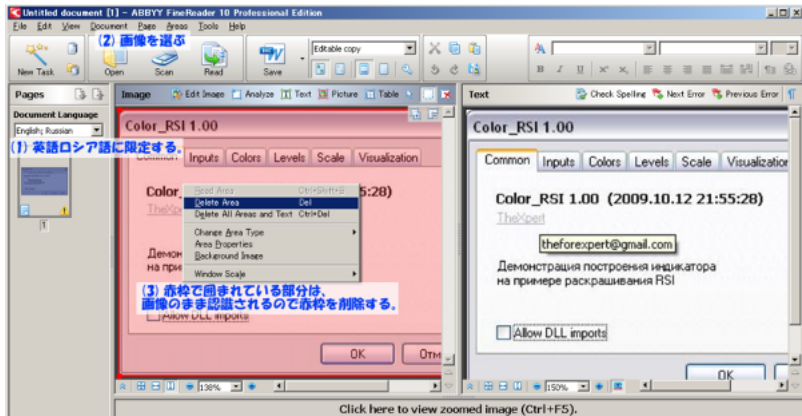 Untitled document [1] - ABBYY FineReader 10 Professional Edition
File Edit View Document Page Areas Tools Help
(2) 画像を選ぶ
Editable copy
New Task Open Scan Read Save
Pages
Image Edit Image Analyze Text Picture Table
Text Check Spelling Next Error Previous Error
Document Language
English; Russian
(1) 英語ロシア語に限定する。
1
Color_RSI 1.00
Common Inputs Colors Levels Scale Visualization
Color_ 5:28)
TheXpe
Read Area Ctrl+Shift+B
Delete Area Del
Delete All Areas and Text Ctrl+Del
Change Area Type
Area Properties
Background Image
Window Scale
Демон
на при
(3) 赤枠で囲まれている部分は、
画像のまま認識されるので赤枠を削除する。
Allow DLL imports
OK Отм
138%
Color_RSI 1.00
Common Inputs Colors Levels Scale Visualization
Color_RSI 1.00 (2009.10.12 21:55:28)
TheXpert
theforexpert@gmail.com
Демонстрация построения индикатора
на примере раскрашивания RSI
Allow DLL imports
OK
150%
Click here to view zoomed image (Ctrl+F5).